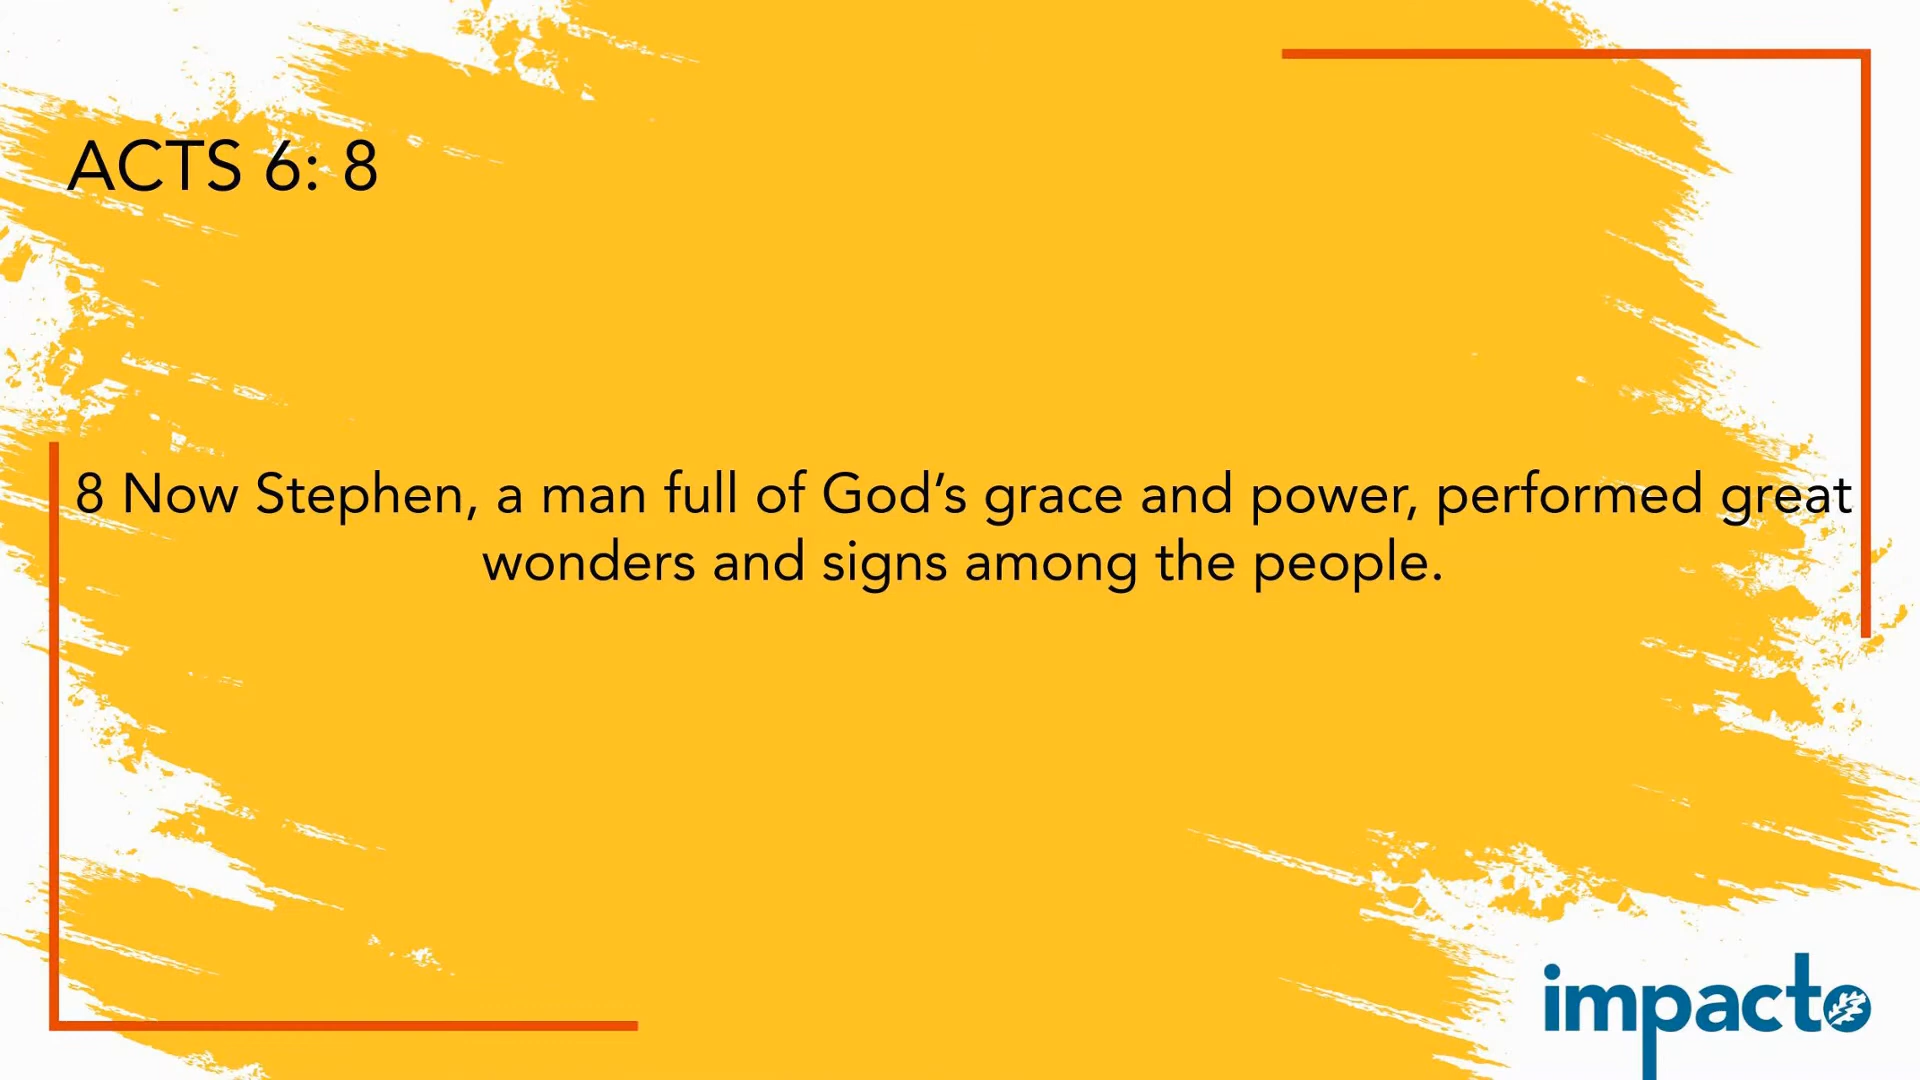 ACTS 6: 8
8 Now Stephen, a man full of God’s grace and power, performed great
wonders and signs among the people.
impacto